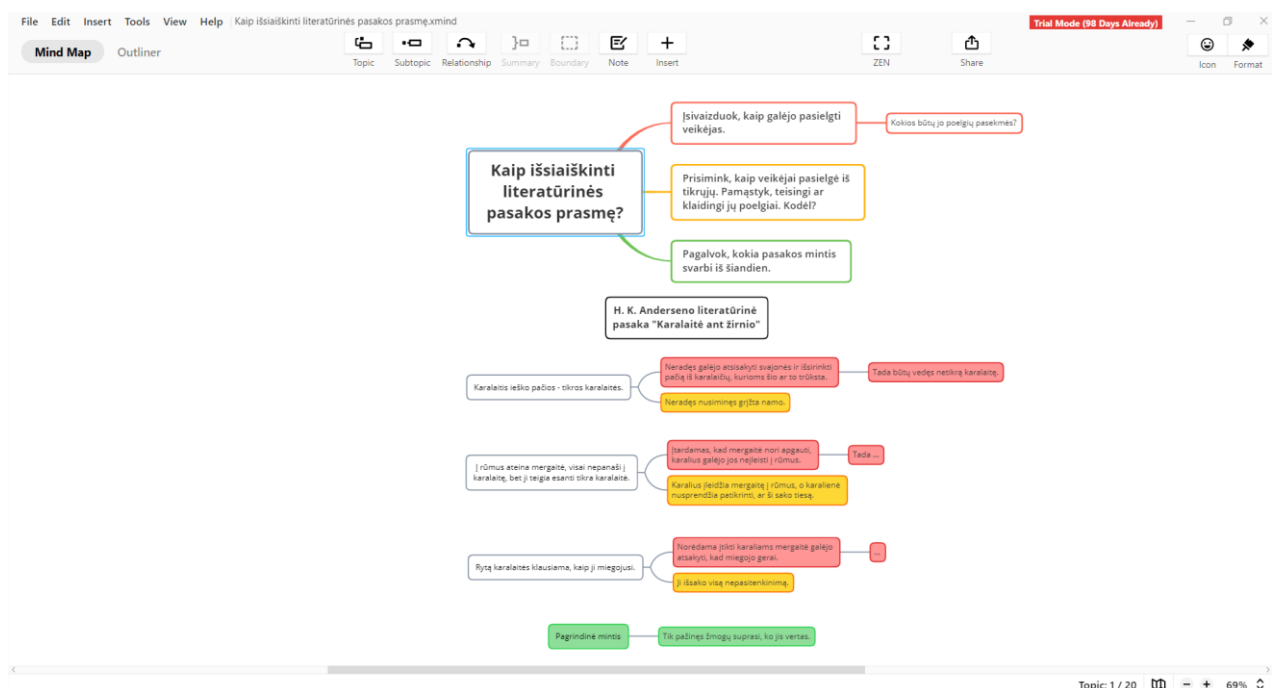 File Edit Insert Tools View Help Kaip išsiaiškinti literatūrinės pasakos prasmę.xmind
Trial Mode (98 Days Already)
Mind Map Outliner
Topic Subtopic Relationship Summary Boundary Note Insert ZEN Share Icon Format
Įsivaizduok, kaip galėjo pasielgti
veikėjas.
Kokios būtų jo poelgių pasekmės?
Kaip išsiaiškinti
literatūrinės
pasakos prasmę?
Prisimink, kaip veikėjai pasielgė iš
tikrųjų. Pamąstyk, teisingi ar
klaidingi jų poelgiai. Kodėl?
Pagalvok, kokia pasakos mintis
svarbi iš šiandien.
H. K. Anderseno literatūrinė
pasaka "Karalaitė ant žirnio"
Karalaitis ieško pačios - tikros karalaitės.
Neradęs galėjo atsisakyti svajonės ir išsirinkti
pačią iš karalaičių, kurioms šio ar to trūksta.
Tada būtų vedęs netikrą karalaitę.
Neradęs nusiminęs grįžta namo.
Į rūmus ateina mergaitė, visai nepanaši į
karalaitę, bet ji teigia esanti tikra karalaitė.
Įtardamas, kad mergaitė nori apgauti,
karalius galėjo jos neįleisti į rūmus.
Tada ...
Karalius įleidžia mergaitę į rūmus, o karalienė
nusprendžia patikrinti, ar ši sako tiesą.
Rytą karalaitės klausiama, kaip ji miegojusi.
Norėdama įtikti karaliams mergaitė galėjo
atsakyti, kad miegojo gerai.
...
Ji išsako visą nepasitenkinimą.
Pagrindinė mintis
Tik pažinęs žmogų suprasi, ko jis vertas.
Topic: 1 / 20 69%